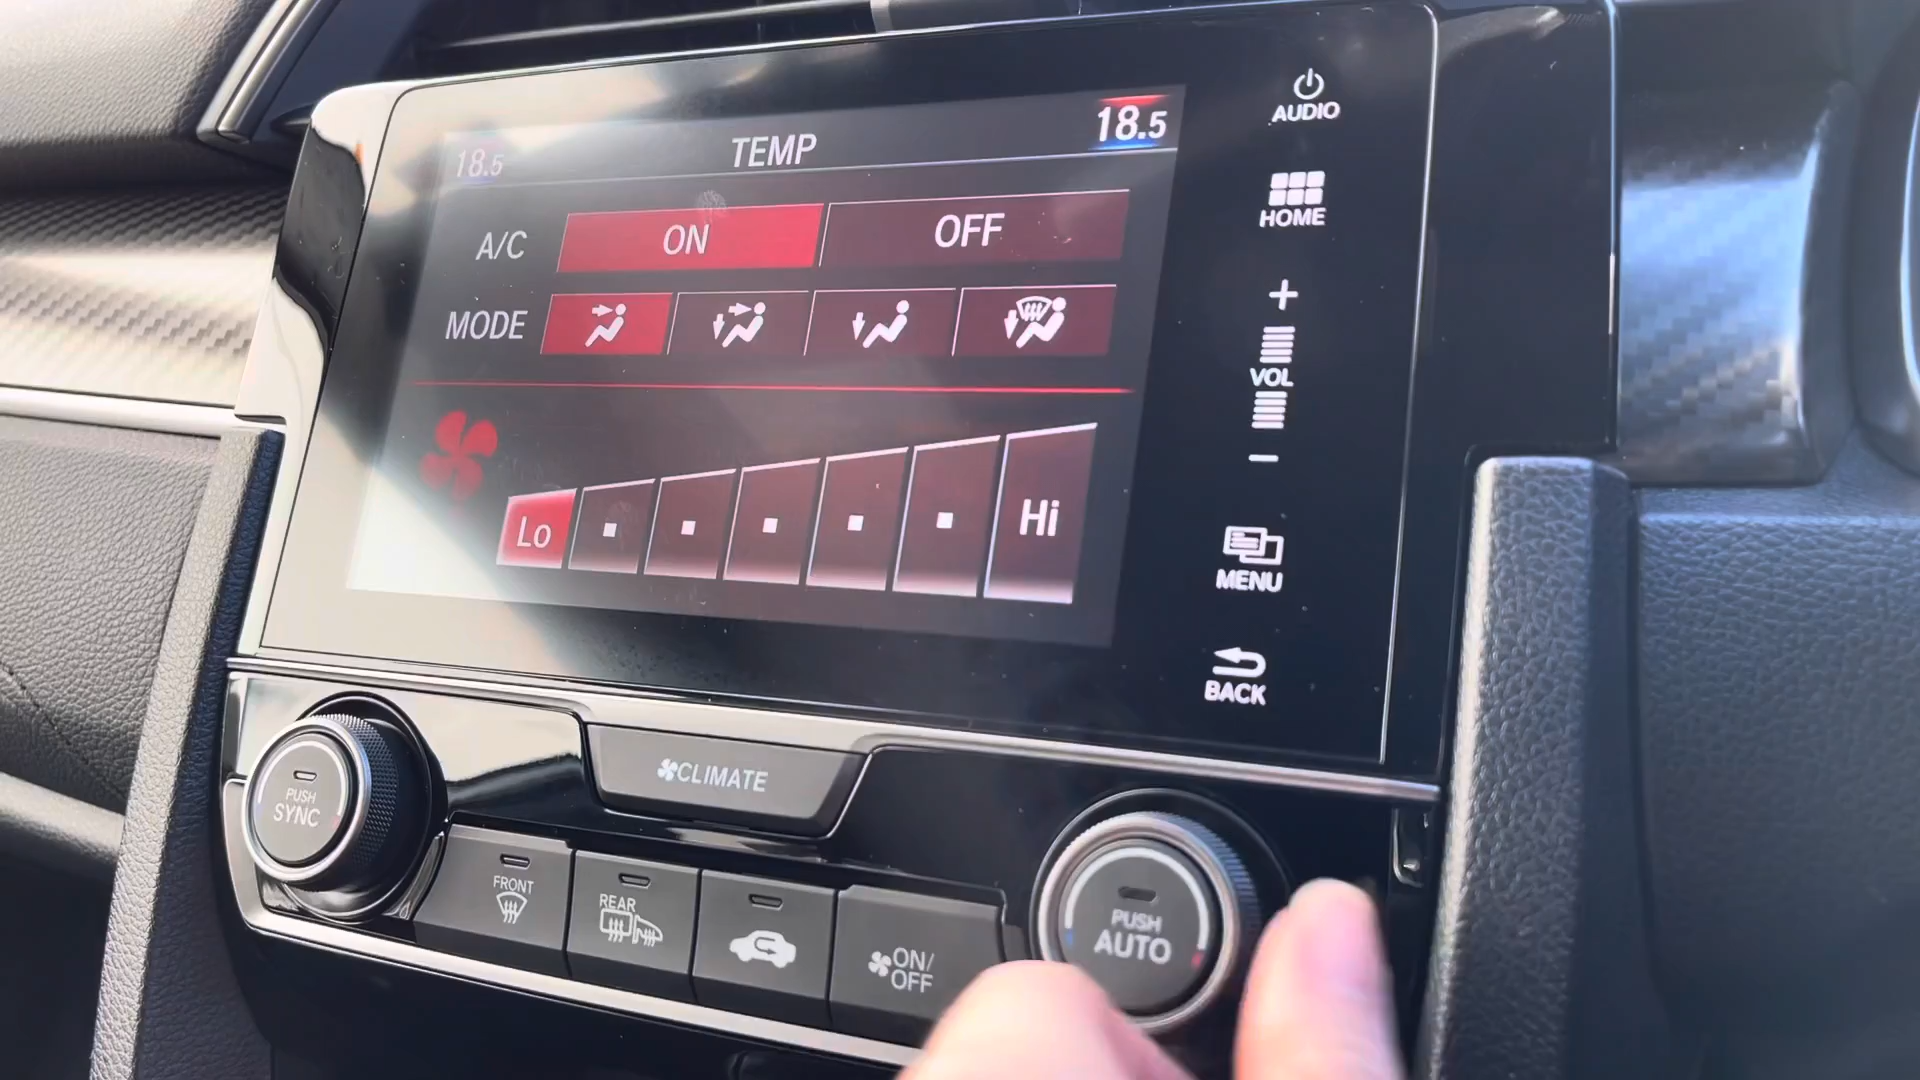 18.5 TEMP 18.5
A/C ON OFF
MODE
Lo Hi
AUDIO
HOME
+
VOL
-
MENU
BACK
CLIMATE
PUSH
SYNC
FRONT
REAR
ON/
OFF
PUSH
AUTO